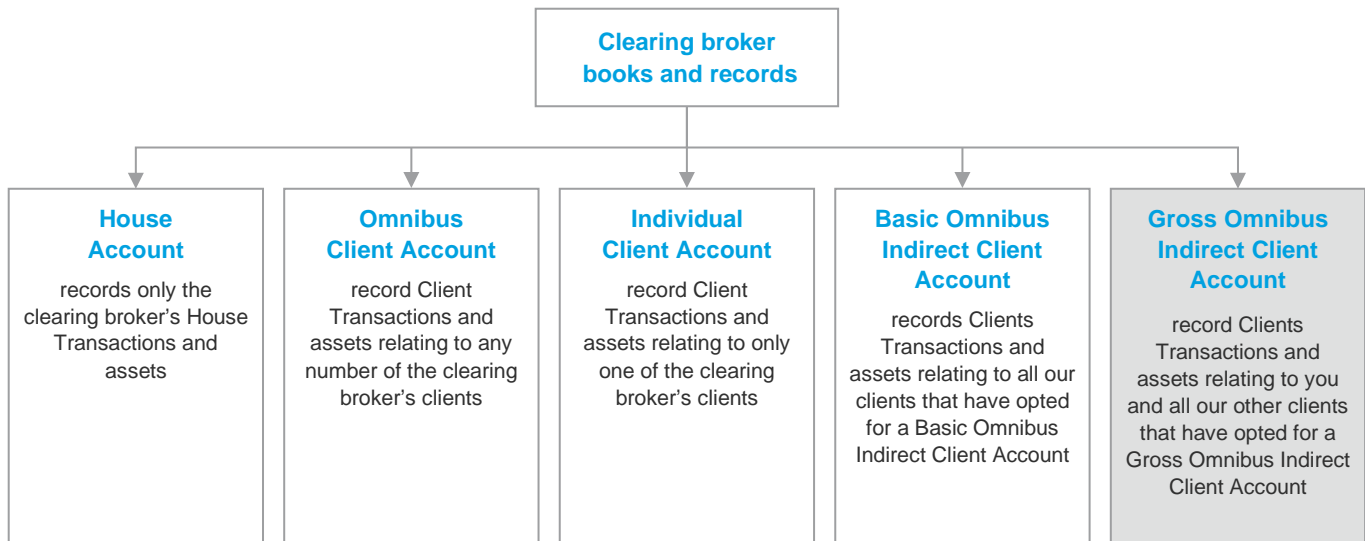 Clearing broker
books and records
House
Account
records only the
clearing broker's House
Transactions and
assets
Omnibus
Client Account
record Client
Transactions and
assets relating to any
number of the clearing
broker's clients
Individual
Client Account
record Client
Transactions and
assets relating to only
one of the clearing
broker's clients
Basic Omnibus
Indirect Client
Account
records Clients
Transactions and
assets relating to all our
clients that have opted
for a Basic Omnibus
Indirect Client Account
Gross Omnibus
Indirect Client
Account
record Clients
Transactions and
assets relating to you
and all our other clients
that have opted for a
Gross Omnibus Indirect
Client Account